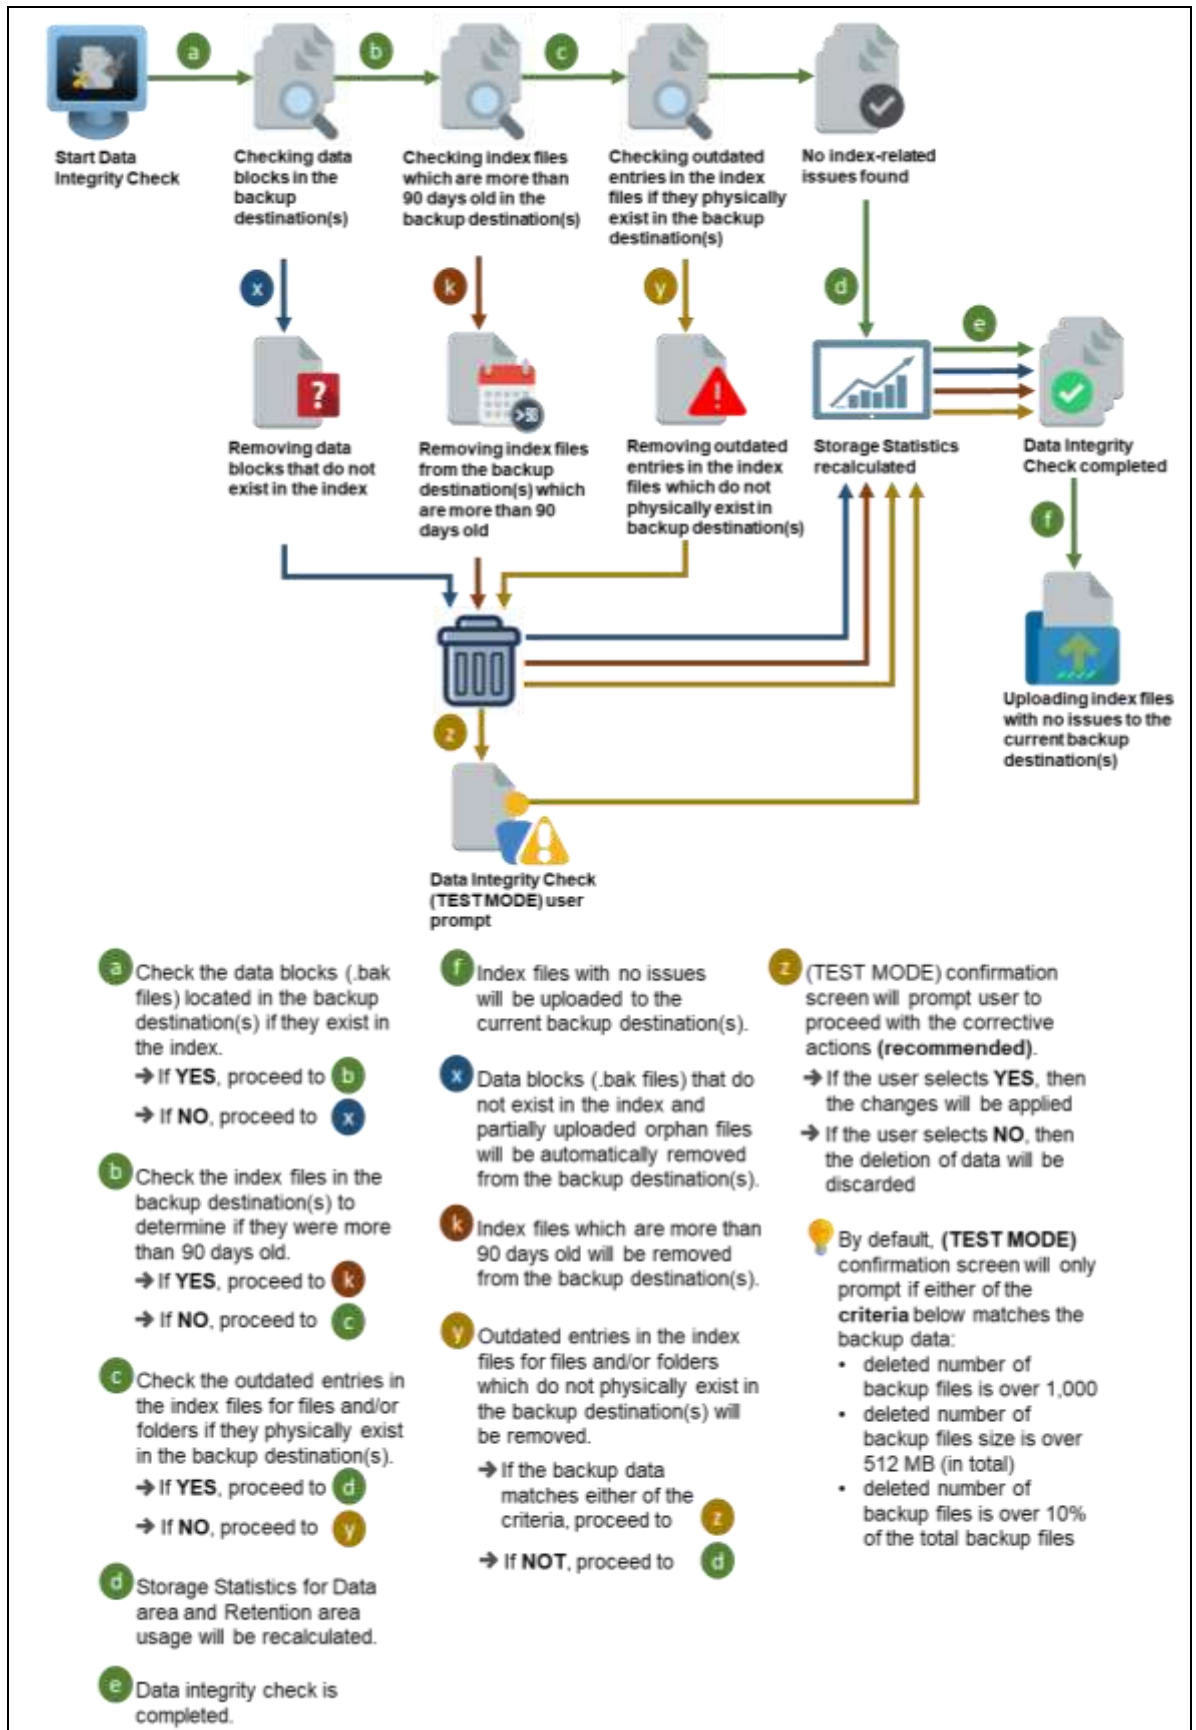 a
b
c
Start Data
Integrity Check
Checking data
blocks in the
backup
destination(s)
Checking index files
which are more than
90 days old in the
backup destination(s)
Checking outdated
entries in the index
files if they physically
exist in the backup
destination(s)
No index-related
issues found
x
k
y
d
e
?
>90
!
Removing data
blocks that do not
exist in the index
Removing index files
from the backup
destination(s) which
are more than 90
days old
Removing outdated
entries in the index
files which do not
physically exist in
backup destination(s)
Storage Statistics
recalculated
Data Integrity
Check completed
f
Uploading index files
with no issues to the
current backup
destination(s)
z
Data Integrity Check
(TEST MODE) user
prompt
a Check the data blocks (.bak
files) located in the backup
destination(s) if they exist in
the index.
➔ If YES, proceed to b
➔ If NO, proceed to x
b Check the index files in the
backup destination(s) to
determine if they were more
than 90 days old.
➔ If YES, proceed to k
➔ If NO, proceed to c
c Check the outdated entries in
the index files for files and/or
folders if they physically exist
in the backup destination(s).
➔ If YES, proceed to d
➔ If NO, proceed to y
d Storage Statistics for Data
area and Retention area
usage will be recalculated.
e Data integrity check is
completed.
f Index files with no issues
will be uploaded to the
current backup destination(s).
x Data blocks (.bak files) that do
not exist in the index and
partially uploaded orphan files
will be automatically removed
from the backup destination(s).
k Index files which are more than
90 days old will be removed
from the backup destination(s).
y Outdated entries in the index
files for files and/or folders
which do not physically exist in
the backup destination(s) will
be removed.
➔ If the backup data
matches either of the
criteria, proceed to z
➔ If NOT, proceed to d
z (TEST MODE) confirmation
screen will prompt user to
proceed with the corrective
actions (recommended).
➔ If the user selects YES, then
the changes will be applied
➔ If the user selects NO, then
the deletion of data will be
discarded
By default, (TEST MODE)
confirmation screen will only
prompt if either of the
criteria below matches the
backup data:
• deleted number of
backup files is over 1,000
• deleted number of
backup files size is over
512 MB (in total)
• deleted number of
backup files is over 10%
of the total backup files